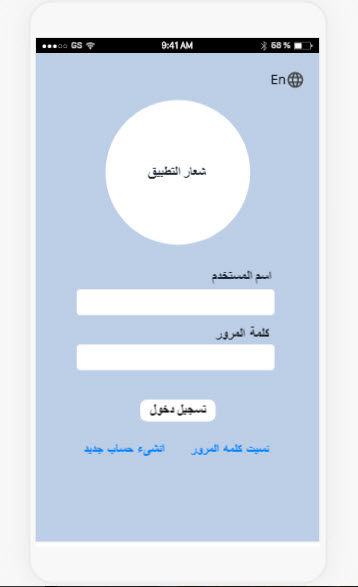 GS 9:41 AM 68%
En
شعار التطبيق
اسم المستخدم
كلمة المرور
تسجيل دخول
نسيت كلمه المرور انشىء حساب جديد